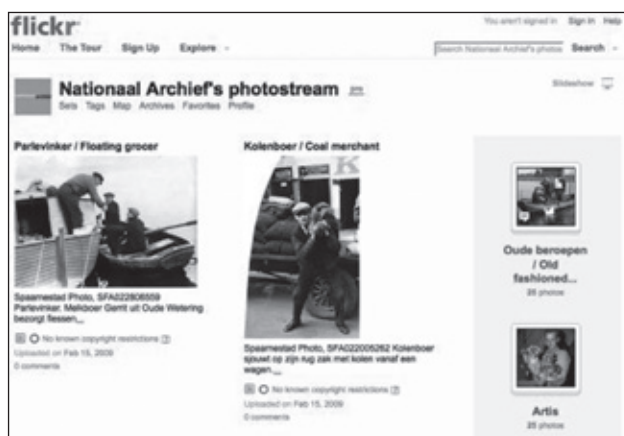 flickr
You aren't signed in Sign In Help
Home The Tour Sign Up Explore
Search Nationaal Archief's photos Search
Nationaal Archief's photostream
Slideshow
Sets Tags Map Archives Favorites Profile
Parlevinker / Floating grocer
Spaarnestad Photo, SFA022806559
Parlevinker, Melkboer Gerrit uit Oude Wetering
bezorgt flessen...
No known copyright restrictions [?]
Uploaded on Feb 15, 2009
0 comments
Kolenboer / Coal merchant
K
Spaarnestad Photo, SFA022005262 Kolenboer
sjouwt op zijn rug zak met kolen vanaf een
wagen...
No known copyright restrictions [?]
Uploaded on Feb 15, 2009
0 comments
Oude beroepen
/ Old
fashioned...
25 photos
Artis
25 photos